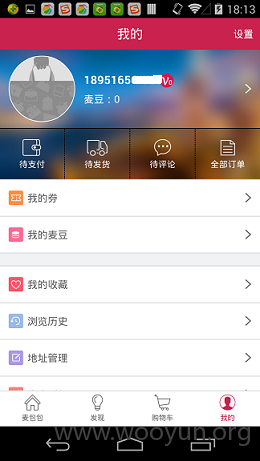 18:13
我的
设置
1895165
V0
麦豆：0
待支付 待发货 待评论 全部订单
我的券
我的麦豆
我的收藏
浏览历史
地址管理
麦包包 发现 购物车 我的
www.wooyun.org